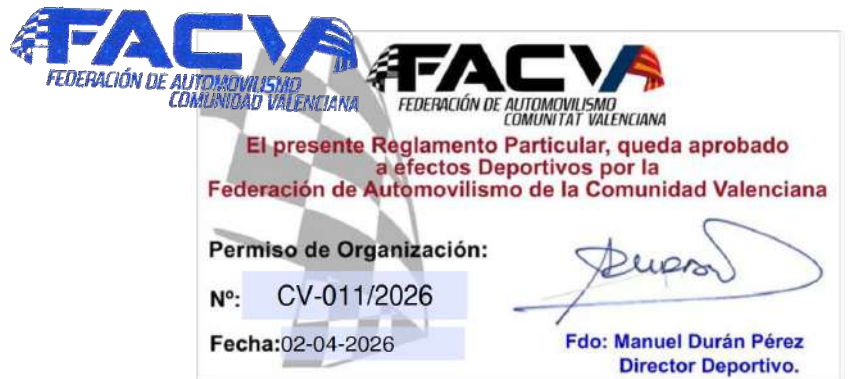 FACVA
FEDERACIÓN DE AUTOMOVILISMO
COMUNIDAD VALENCIANA
FACVA
FEDERACIÓN DE AUTOMOVILISMO
COMUNITAT VALENCIANA
El presente Reglamento Particular, queda aprobado
a efectos Deportivos por la
Federación de Automovilismo de la Comunidad Valenciana
Permiso de Organización:
Nº: CV-011/2026
Fecha:02-04-2026
Fdo: Manuel Durán Pérez
Director Deportivo.